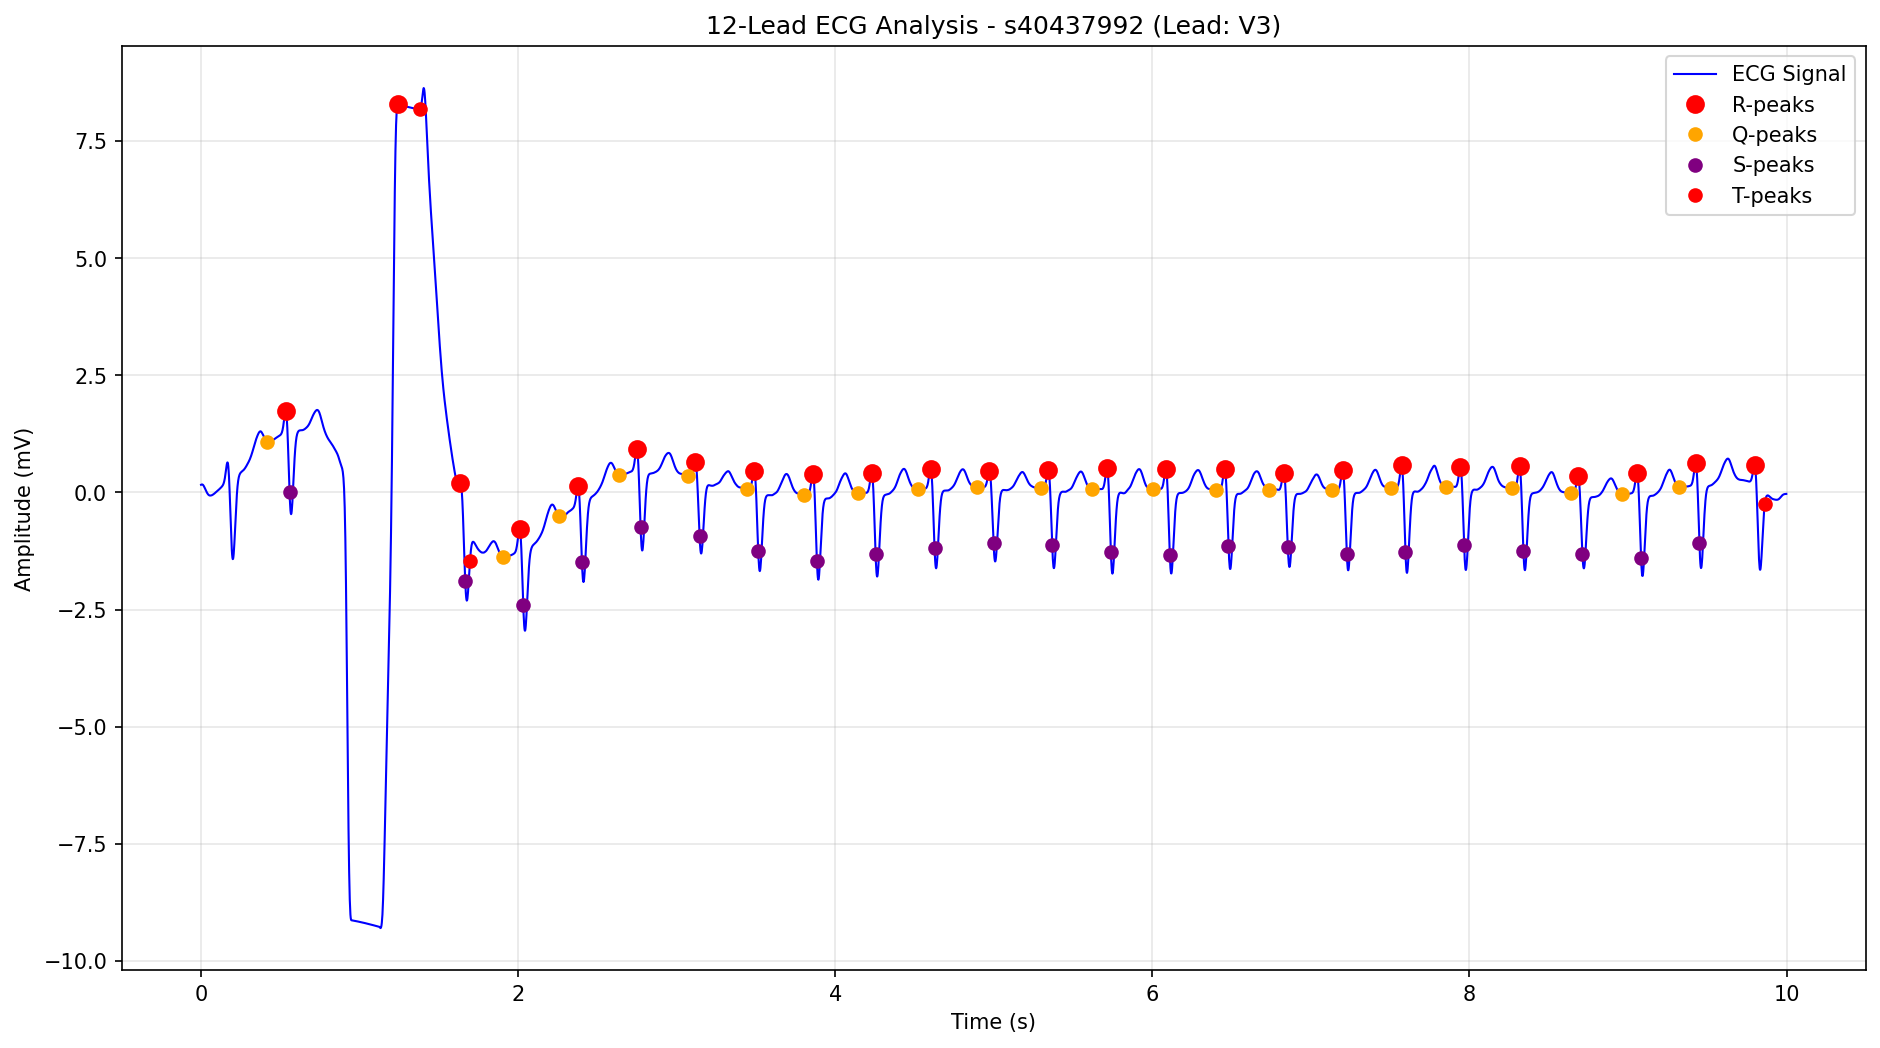 12-Lead ECG Analysis - s40437992 (Lead: V3)
ECG Signal
R-peaks
Q-peaks
S-peaks
T-peaks
Amplitude (mV)
7.5
5.0
2.5
0.0
−2.5
−5.0
−7.5
−10.0
0 2 4 6 8 10
Time (s)